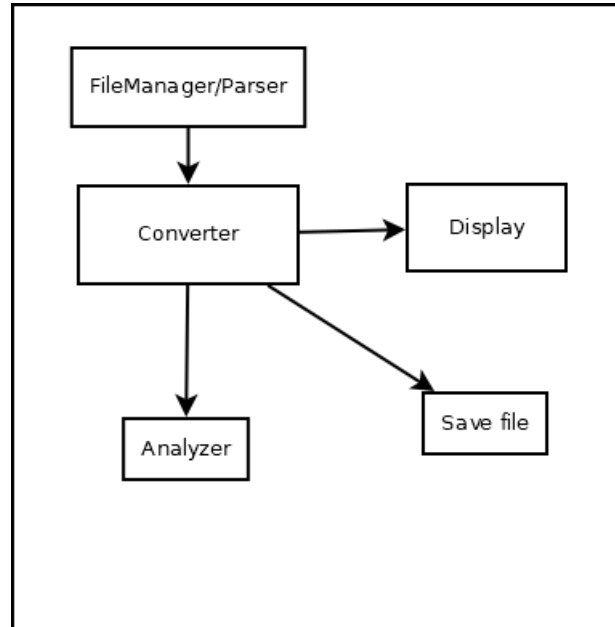 FileManager/Parser
Converter
Display
Save file
Analyzer